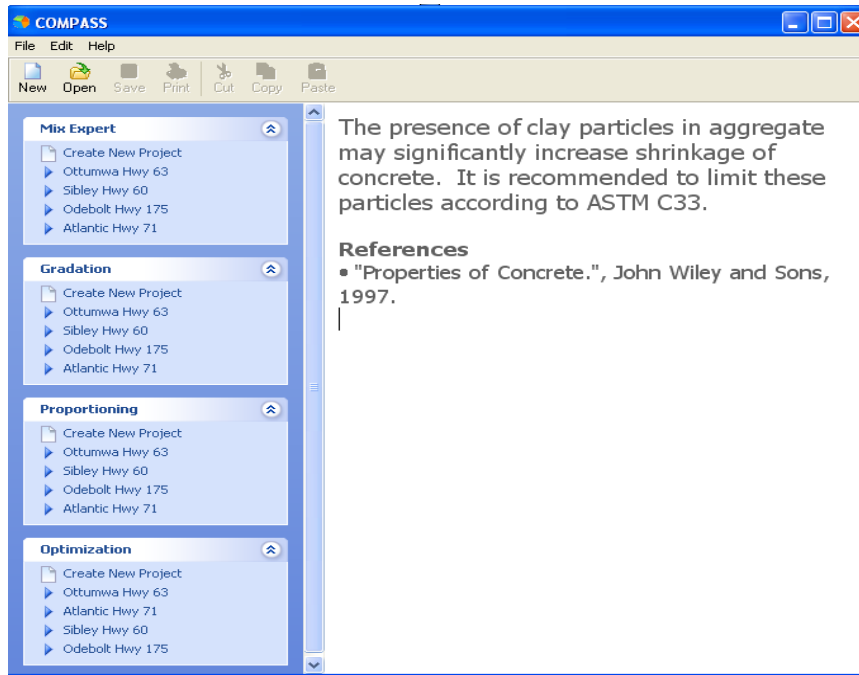 COMPASS
File Edit Help
New Open Save Print Cut Copy Paste
Mix Expert
Create New Project
Ottumwa Hwy 63
Sibley Hwy 60
Odebolt Hwy 175
Atlantic Hwy 71
Gradation
Create New Project
Ottumwa Hwy 63
Sibley Hwy 60
Odebolt Hwy 175
Atlantic Hwy 71
Proportioning
Create New Project
Ottumwa Hwy 63
Sibley Hwy 60
Odebolt Hwy 175
Atlantic Hwy 71
Optimization
Create New Project
Ottumwa Hwy 63
Atlantic Hwy 71
Sibley Hwy 60
Odebolt Hwy 175
The presence of clay particles in aggregate
may significantly increase shrinkage of
concrete. It is recommended to limit these
particles according to ASTM C33.
References
• "Properties of Concrete.", John Wiley and Sons,
1997.